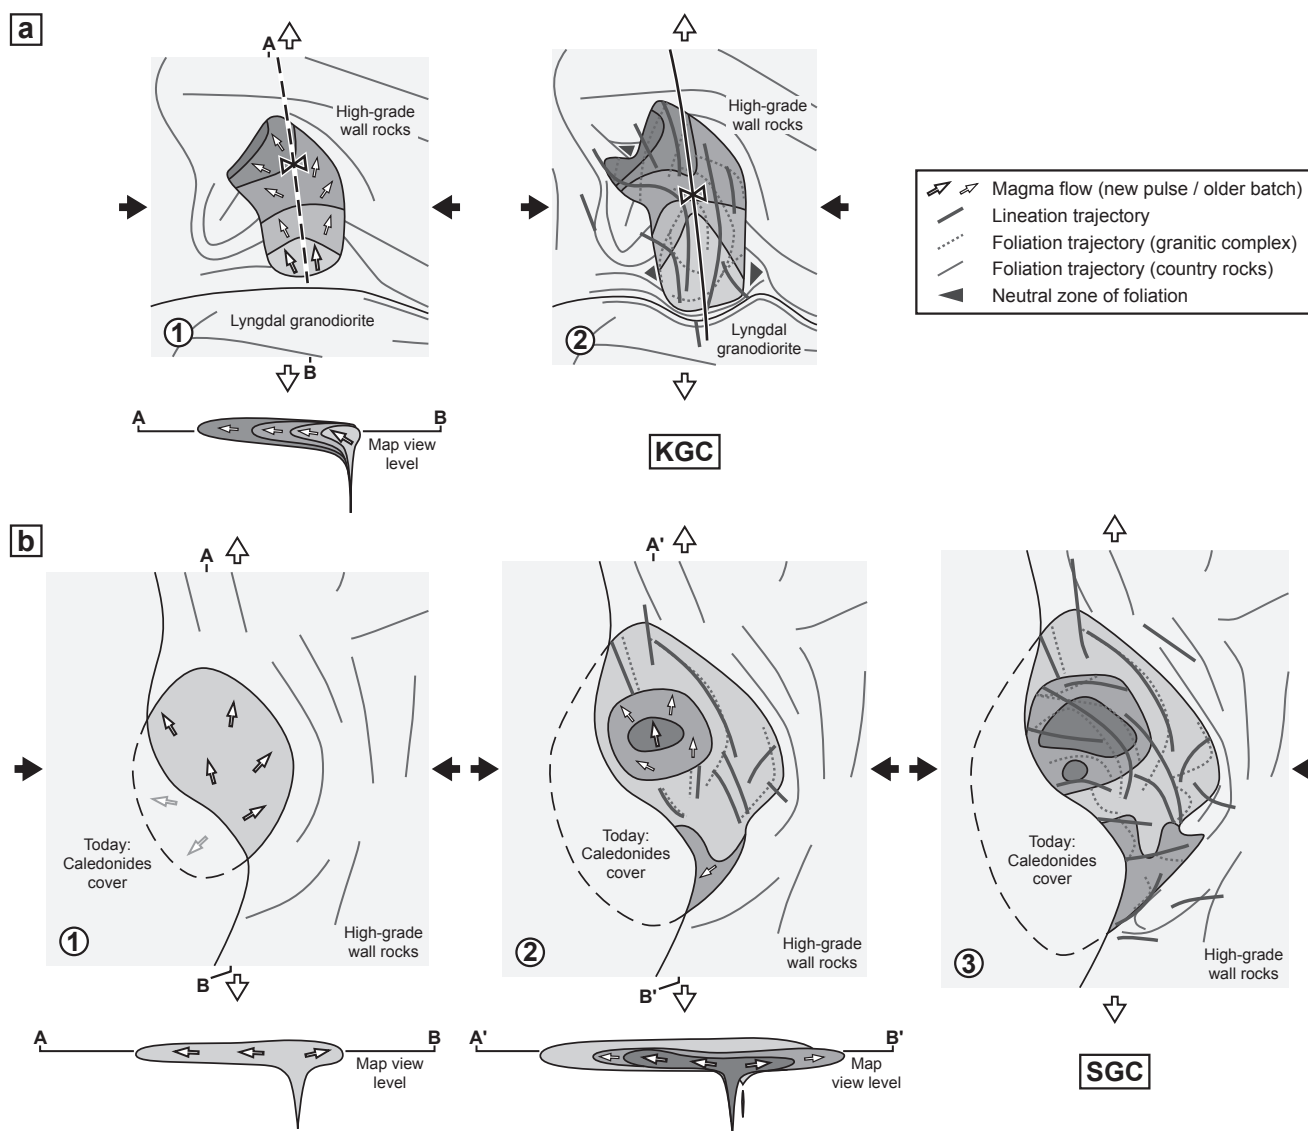 a
A
High-grade
wall rocks
Lyngdal granodiorite
1
B
High-grade
wall rocks
Lyngdal
granodiorite
2
Magma flow (new pulse / older batch)
Lineation trajectory
Foliation trajectory (granitic complex)
Foliation trajectory (country rocks)
Neutral zone of foliation
A
B
Map view
level
KGC
b
A
Today:
Caledonides
cover
High-grade
wall rocks
1
B
A'
Today:
Caledonides
cover
High-grade
wall rocks
2
B'
Today:
Caledonides
cover
High-grade
wall rocks
3
A
B
Map view
level
A'
B'
Map
view level
SGC